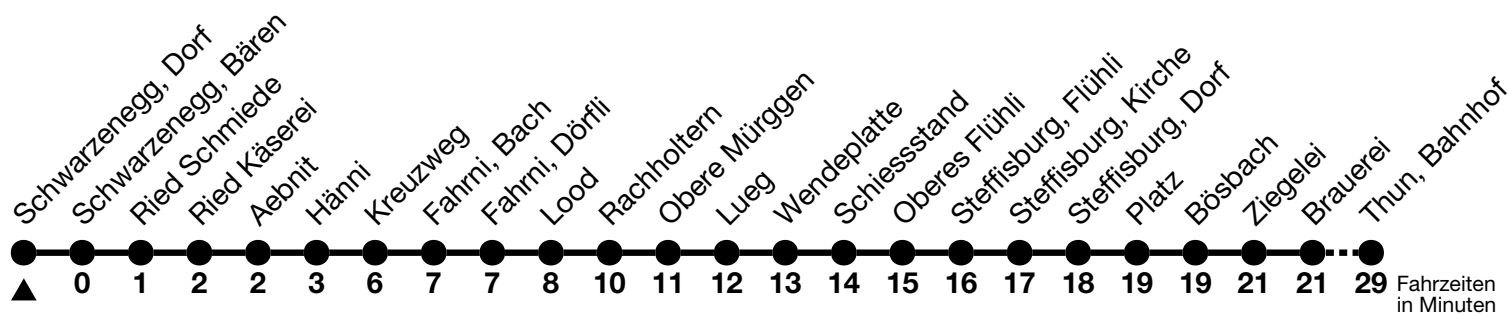 Schwarzenegg, Dorf
Schwarzenegg, Bären
Ried Schmiede
Ried Käserei
Aebnit
Hänni
Kreuzweg
Fahrni, Bach
Fahrni, Dörfli
Lood
Rachholtern
Obere Mürggen
Lueg
Wendeplatte
Schiessstand
Oberes Flühli
Steffisburg, Flühli
Steffisburg, Kirche
Steffisburg, Dorf
Platz
Bösbach
Ziegelei
Brauerei
Thun, Bahnhof
0 1 2 2 3 6 7 7 8 10 11 12 13 14 15 16 17 18 19 19 21 21 29
Fahrzeiten
in Minuten